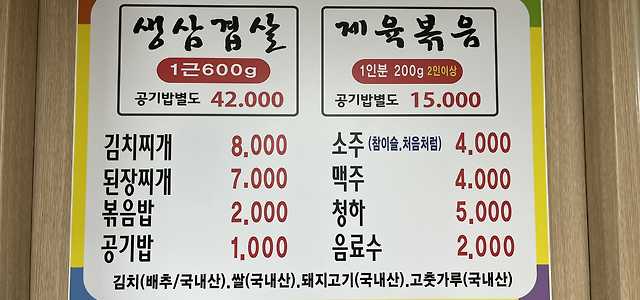 생삼겹살
1근600g
공기밥별도 42.000
제육볶음
1인분 200g 2인이상
공기밥별도 15.000
김치찌개 8.000
된장찌개 7.000
볶음밥 2.000
공기밥 1.000
소주(참이슬.처음처럼) 4.000
맥주 4.000
청하 5.000
음료수 2.000
김치(배추/국내산).쌀(국내산).돼지고기(국내산).고춧가루(국내산)